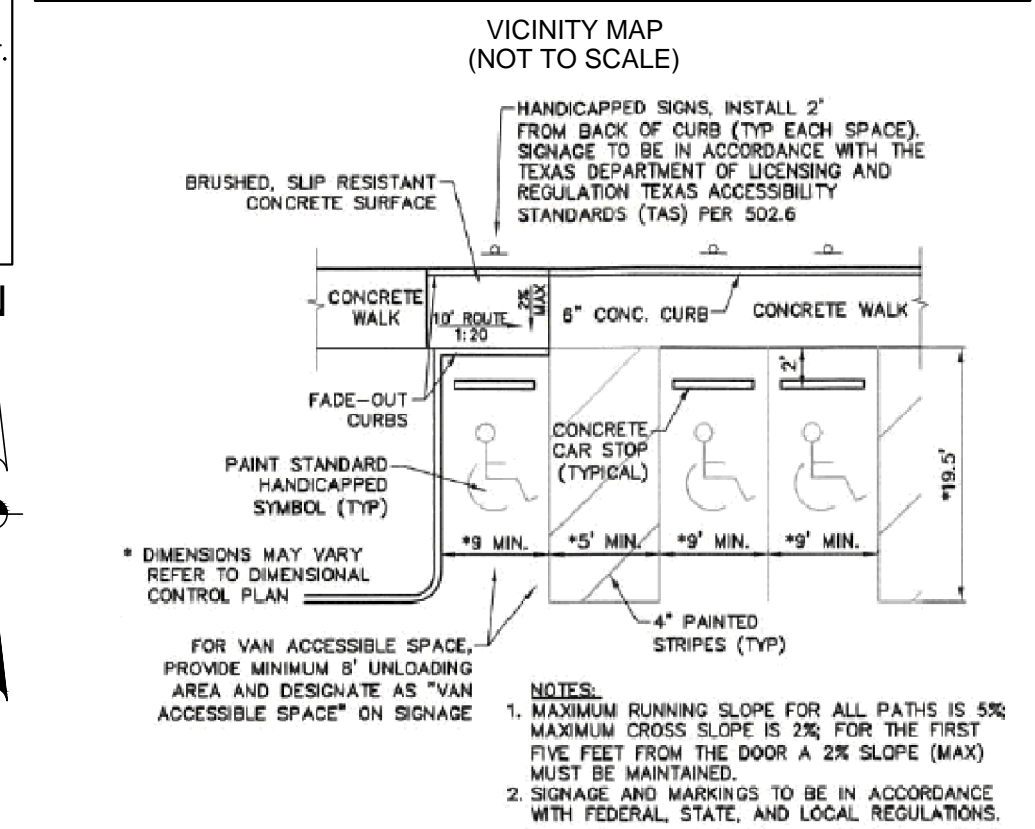 VICINITY MAP
(NOT TO SCALE)
HANDICAPPED SIGNS, INSTALL 2'
FROM BACK OF CURB (TYP EACH SPACE).
SIGNAGE TO BE IN ACCORDANCE WITH THE
TEXAS DEPARTMENT OF LICENSING AND
REGULATION TEXAS ACCESSIBILITY
STANDARDS (TAS) PER 502.6
BRUSHED, SLIP RESISTANT
CONCRETE SURFACE
CONCRETE
WALK
10' ROUTE
1:20
2%
MAX
6" CONC. CURB
CONCRETE WALK
2'
FADE-OUT
CURBS
CONCRETE
CAR STOP
(TYPICAL)
PAINT STANDARD
HANDICAPPED
SYMBOL (TYP)
*19.5'
*9 MIN.
*5' MIN.
*9' MIN.
*9' MIN.
* DIMENSIONS MAY VARY
REFER TO DIMENSIONAL
CONTROL PLAN
4" PAINTED
STRIPES (TYP)
FOR VAN ACCESSIBLE SPACE,
PROVIDE MINIMUM 8' UNLOADING
AREA AND DESIGNATE AS "VAN
ACCESSIBLE SPACE" ON SIGNAGE
NOTES:
1. MAXIMUM RUNNING SLOPE FOR ALL PATHS IS 5%;
MAXIMUM CROSS SLOPE IS 2%; FOR THE FIRST
FIVE FEET FROM THE DOOR A 2% SLOPE (MAX)
MUST BE MAINTAINED.
2. SIGNAGE AND MARKINGS TO BE IN ACCORDANCE
WITH FEDERAL, STATE, AND LOCAL REGULATIONS.